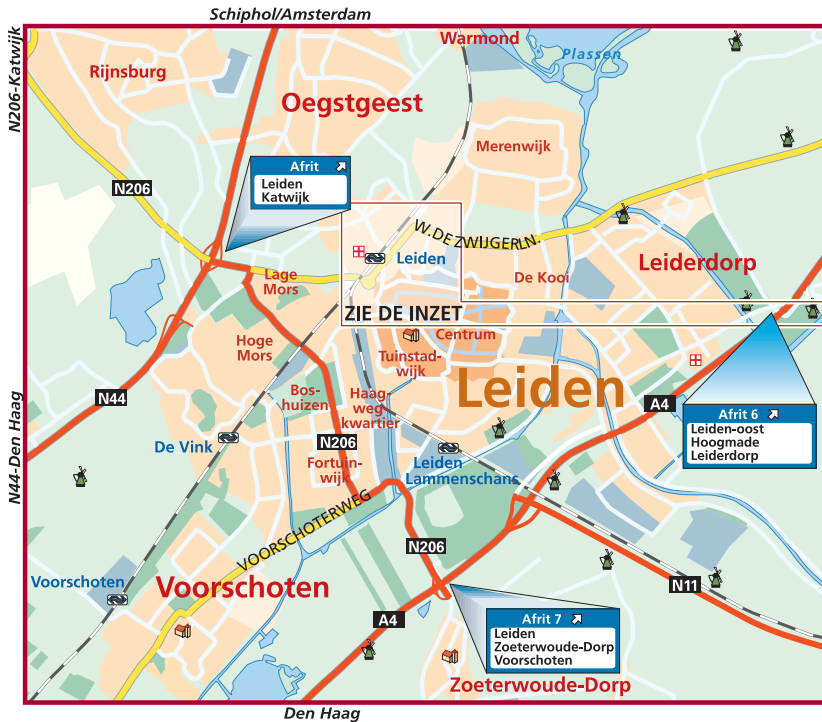 Schiphol/Amsterdam
N206-Katwijk
Warmond
Plassen
Rijnsburg
Oegstgeest
Merenwijk
Afrit
Leiden
Katwijk
N206
W. DE ZWIJGERLN.
Leiden
Leiderdorp
Lage
Mors
De Kooi
ZIE DE INZET
Centrum
Hoge
Mors
Tuinstad-
wijk
Leiden
N44
Bos-
huizen
Haag-
weg
kwartier
A4
Afrit 6
Leiden-oost
Hoogmade
Leiderdorp
N44-Den Haag
De Vink
N206
Leiden
Lammenschans
Fortuin-
wijk
VOORSCHOTERWEG
N206
Voorschoten
Voorschoten
N11
A4
Afrit 7
Leiden
Zoeterwoude-Dorp
Voorschoten
Zoeterwoude-Dorp
Den Haag